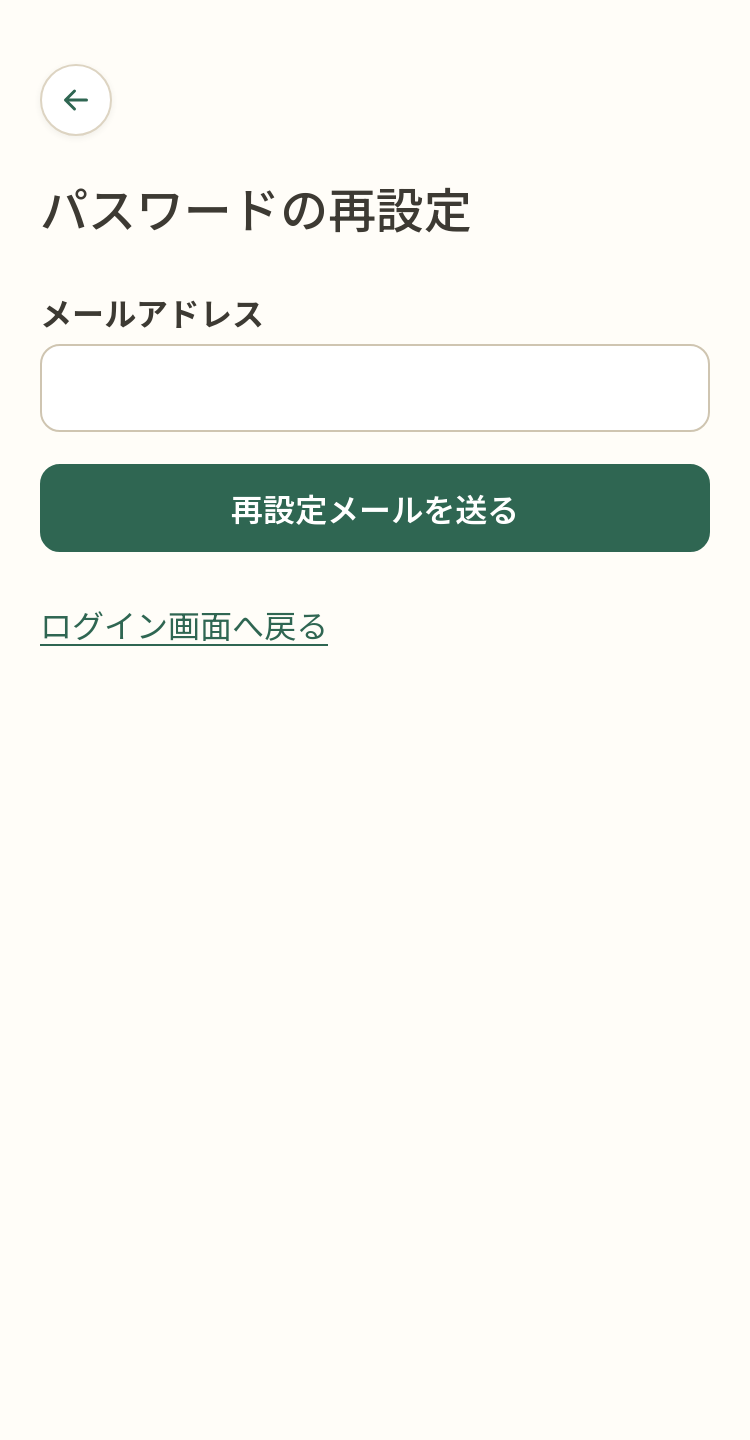 パスワードの再設定
メールアドレス
再設定メールを送る
ログイン画面へ戻る